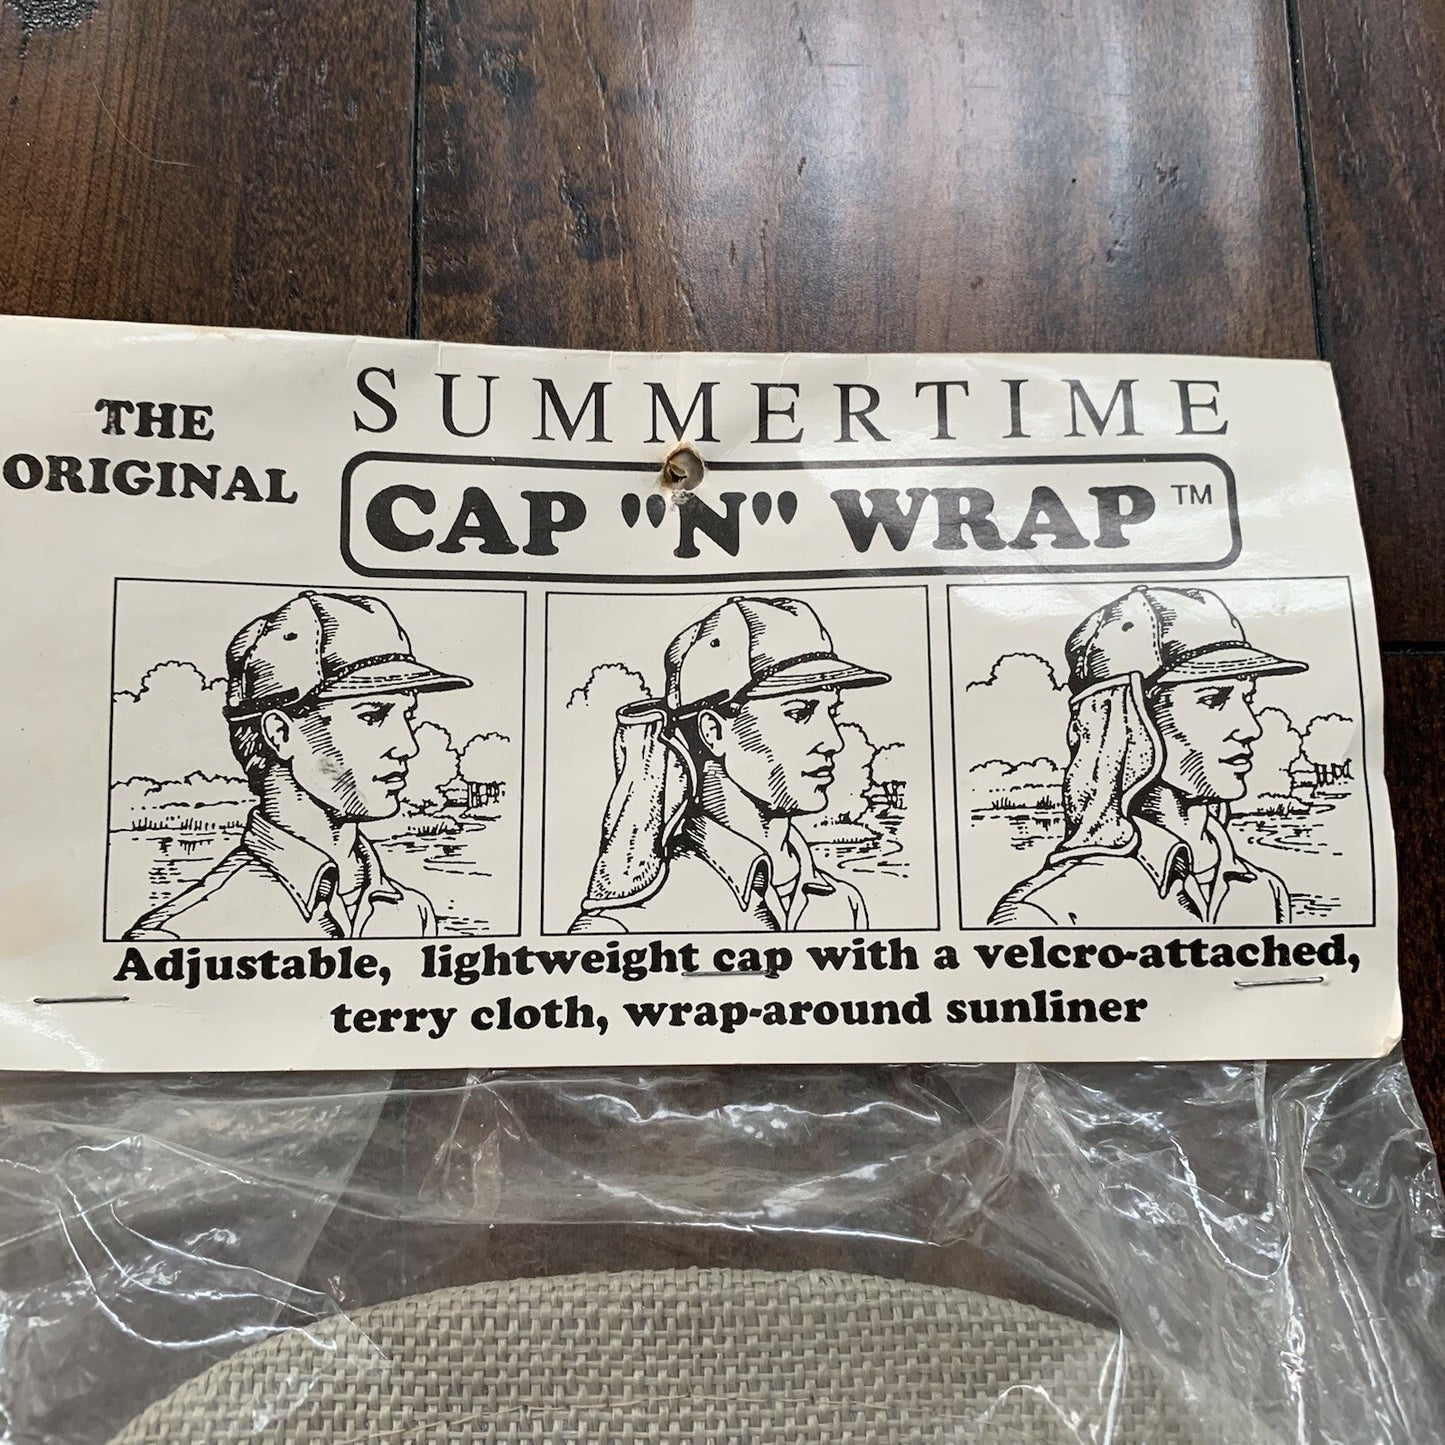 THE
ORIGINAL
SUMMERTIME
CAP "N" WRAP™
Adjustable, lightweight cap with a velcro-attached,
terry cloth, wrap-around sunliner